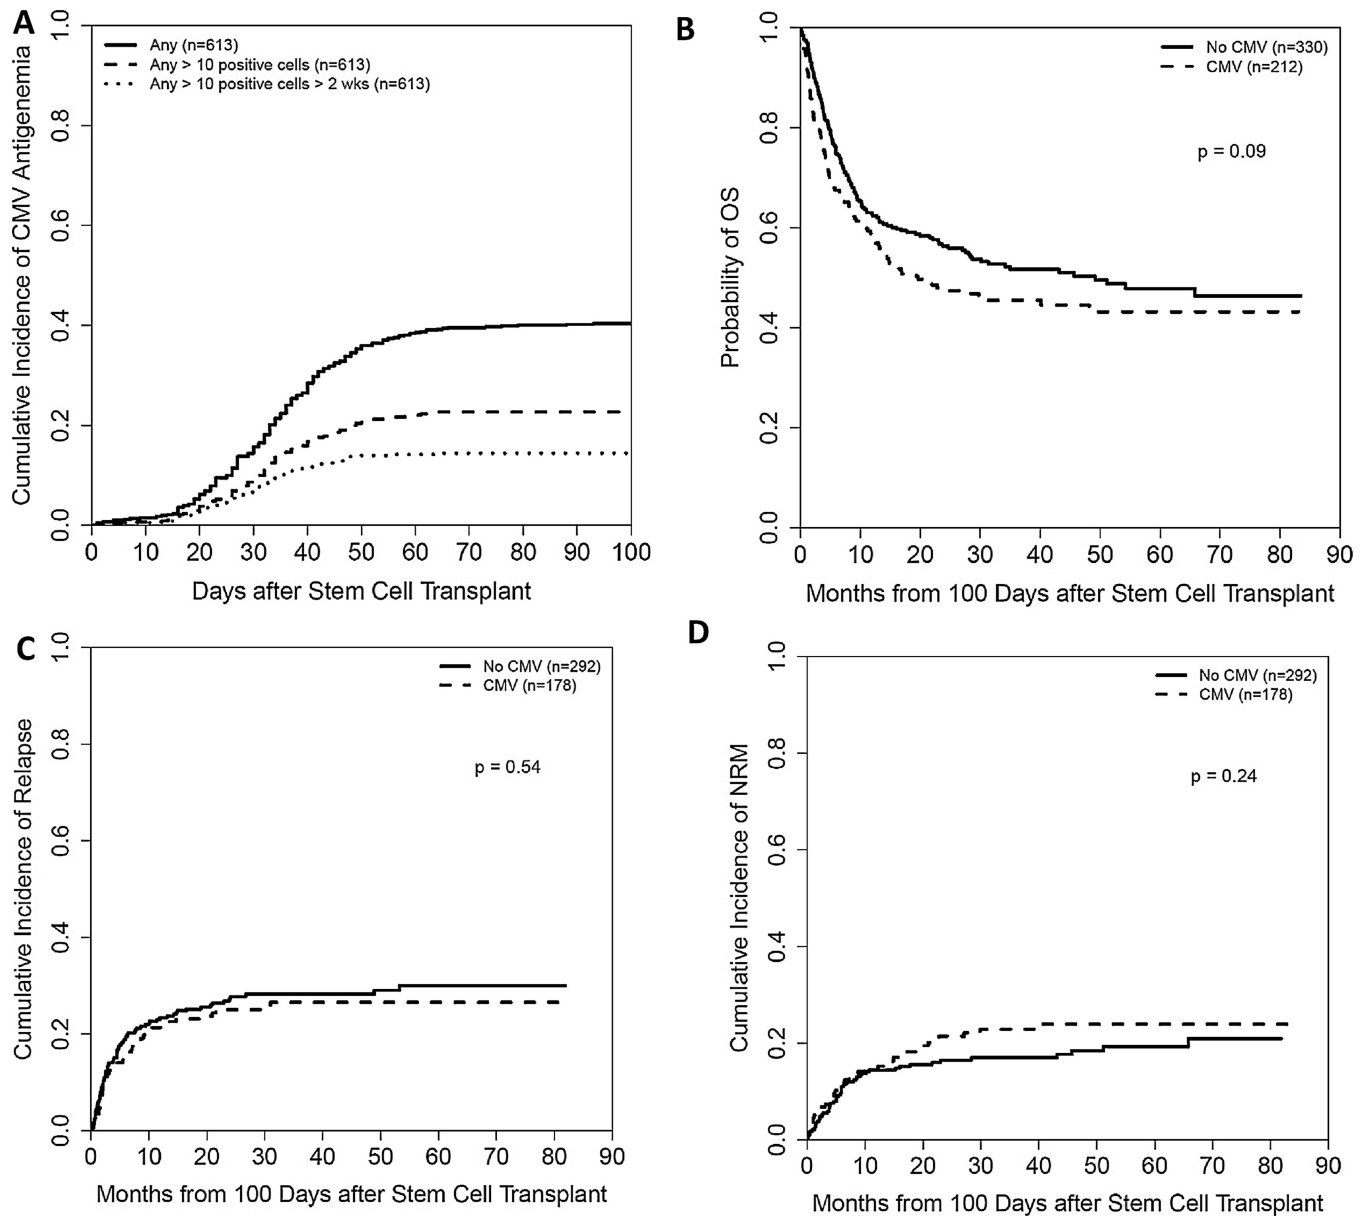 A
Cumulative Incidence of CMV Antigenemia
1.0
0.8
0.6
0.4
0.2
0.0
Any (n=613)
Any > 10 positive cells (n=613)
Any > 10 positive cells > 2 wks (n=613)
0 10 20 30 40 50 60 70 80 90 100
Days after Stem Cell Transplant
B
Probability of OS
1.0
0.8
0.6
0.4
0.2
0.0
No CMV (n=330)
CMV (n=212)
p = 0.09
0 10 20 30 40 50 60 70 80 90
Months from 100 Days after Stem Cell Transplant
C
Cumulative Incidence of Relapse
1.0
0.8
0.6
0.4
0.2
0.0
No CMV (n=292)
CMV (n=178)
p = 0.54
0 10 20 30 40 50 60 70 80 90
Months from 100 Days after Stem Cell Transplant
D
Cumulative Incidence of NRM
1.0
0.8
0.6
0.4
0.2
0.0
No CMV (n=292)
CMV (n=178)
p = 0.24
0 10 20 30 40 50 60 70 80 90
Months from 100 Days after Stem Cell Transplant